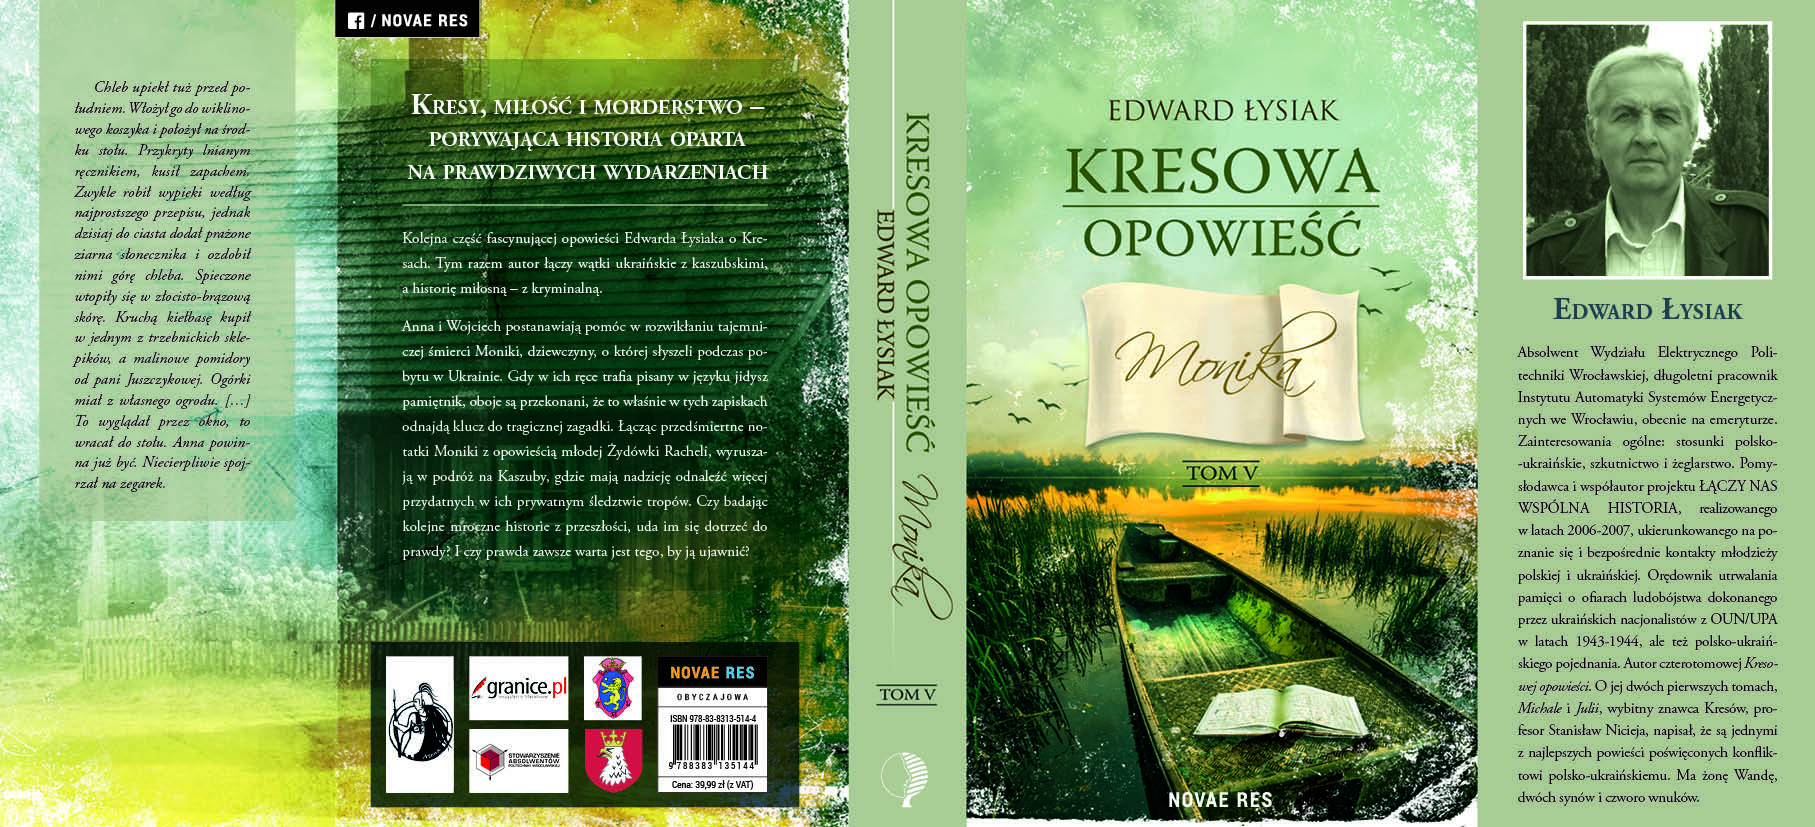 Chleb upiekł tuż przed po-
łudniem. Włożył go do wiklino-
wego koszyka i położył na środ-
ku stołu. Przykryty lnianym
ręcznikiem, kusił zapachem.
Zwykle robił wypieki według
najprostszego przepisu, jednak
dzisiaj do ciasta dodał prażone
ziarna słonecznika i ozdobił
nimi górę chleba. Spieczone
wtopiły się w złocisto-brązową
skórę. Kruchą kiełbasę kupił
w jednym z trzebnickich skle-
pików, a malinowe pomidory
od pani Juszczykowej. Ogórki
miał z własnego ogrodu. […]
To wyglądał przez okno, to
wracał do stołu. Anna powin-
na już być. Niecierpliwie spoj-
rzał na zegarek.
/ NOVAE RES
KRESY, MIŁOŚĆ I MORDERSTWO –
PORYWAJĄCA HISTORIA OPARTA
NA PRAWDZIWYCH WYDARZENIACH
Kolejna część fascynującej opowieści Edwarda Łysiaka o Kre-
sach. Tym razem autor łączy wątki ukraińskie z kaszubskimi,
a historię miłosną – z kryminalną.
Anna i Wojciech postanawiają pomóc w rozwikłaniu tajemni-
czej śmierci Moniki, dziewczyny, o której słyszeli podczas po-
bytu w Ukrainie. Gdy w ich ręce trafia pisany w języku jidysz
pamiętnik, oboje są przekonani, że to właśnie w tych zapiskach
odnajdą klucz do tragicznej zagadki. Łącząc przedśmiertne no-
tatki Moniki z opowieścią młodej Żydówki Racheli, wyrusza-
ją w podróż na Kaszuby, gdzie mają nadzieję odnaleźć więcej
przydatnych w ich prywatnym śledztwie tropów. Czy badając
kolejne mroczne historie z przeszłości, uda im się dotrzeć do
prawdy? I czy prawda zawsze warta jest tego, by ją ujawnić?
granice.pl
STOWARZYSZENIE
ABSOLWENTÓW
POLITECHNIKI WROCŁAWSKIEJ
NOVAE RES
OBYCZAJOWA
ISBN 978-83-8313-514-4
9 788383 135144
Cena: 39,99 zł (z VAT)
KRESOWA OPOWIEŚĆ Monika
EDWARD ŁYSIAK
TOM V
EDWARD ŁYSIAK
KRESOWA
OPOWIEŚĆ
Monika
TOM V
NOVAE RES
EDWARD ŁYSIAK
Absolwent Wydziału Elektrycznego Poli-
techniki Wrocławskiej, długoletni pracownik
Instytutu Automatyki Systemów Energetycz-
nych we Wrocławiu, obecnie na emeryturze.
Zainteresowania ogólne: stosunki polsko-
-ukraińskie, szkutnictwo i żeglarstwo. Pomy-
słodawca i współautor projektu ŁĄCZY NAS
WSPÓLNA HISTORIA, realizowanego
w latach 2006-2007, ukierunkowanego na po-
znanie się i bezpośrednie kontakty młodzieży
polskiej i ukraińskiej. Orędownik utrwalania
pamięci o ofiarach ludobójstwa dokonanego
przez ukraińskich nacjonalistów z OUN/UPA
w latach 1943-1944, ale też polsko-ukraiń-
skiego pojednania. Autor czterotomowej Kreso-
wej opowieści. O jej dwóch pierwszych tomach,
Michale i Julii, wybitny znawca Kresów, pro-
fesor Stanisław Nicieja, napisał, że są jednymi
z najlepszych powieści poświęconych konflik-
towi polsko-ukraińskiemu. Ma żonę Wandę,
dwóch synów i czworo wnuków.